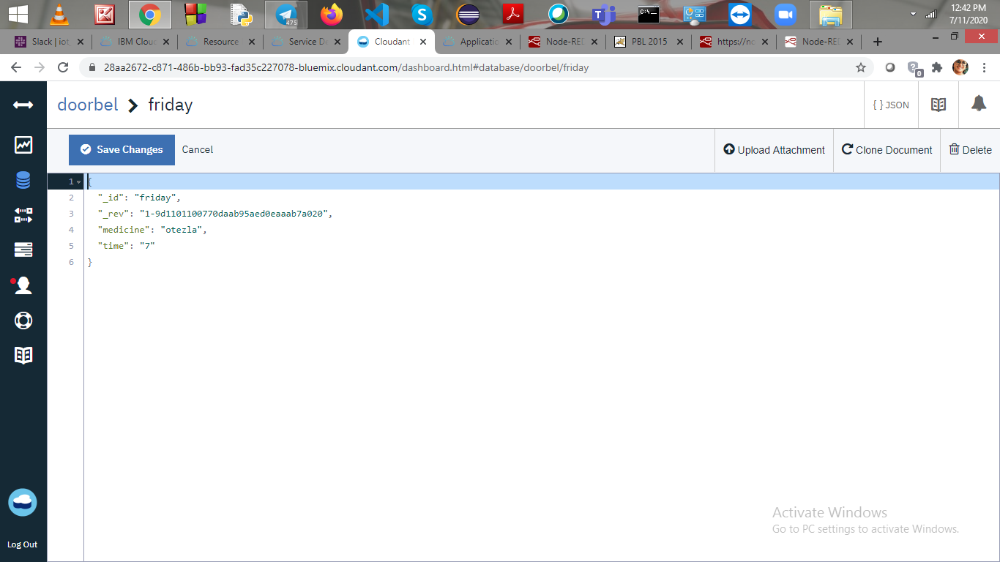 475
12:42 PM
7/11/2020
Slack | iot
IBM Clou
Resource
Service De
Cloudant
Applicatio
Node-RED
PBL 2015
https://no
Node-RED
28aa2672-c871-486b-bb93-fad35c227078-bluemix.cloudant.com/dashboard.html#database/doorbel/friday
0
doorbel > friday
{ } JSON
Save Changes
Cancel
Upload Attachment
Clone Document
Delete
1 {
2 "_id": "friday",
3 "_rev": "1-9d1101100770daab95aed0eaaab7a020",
4 "medicine": "otezla",
5 "time": "7"
6 }
Activate Windows
Go to PC settings to activate Windows.
Log Out